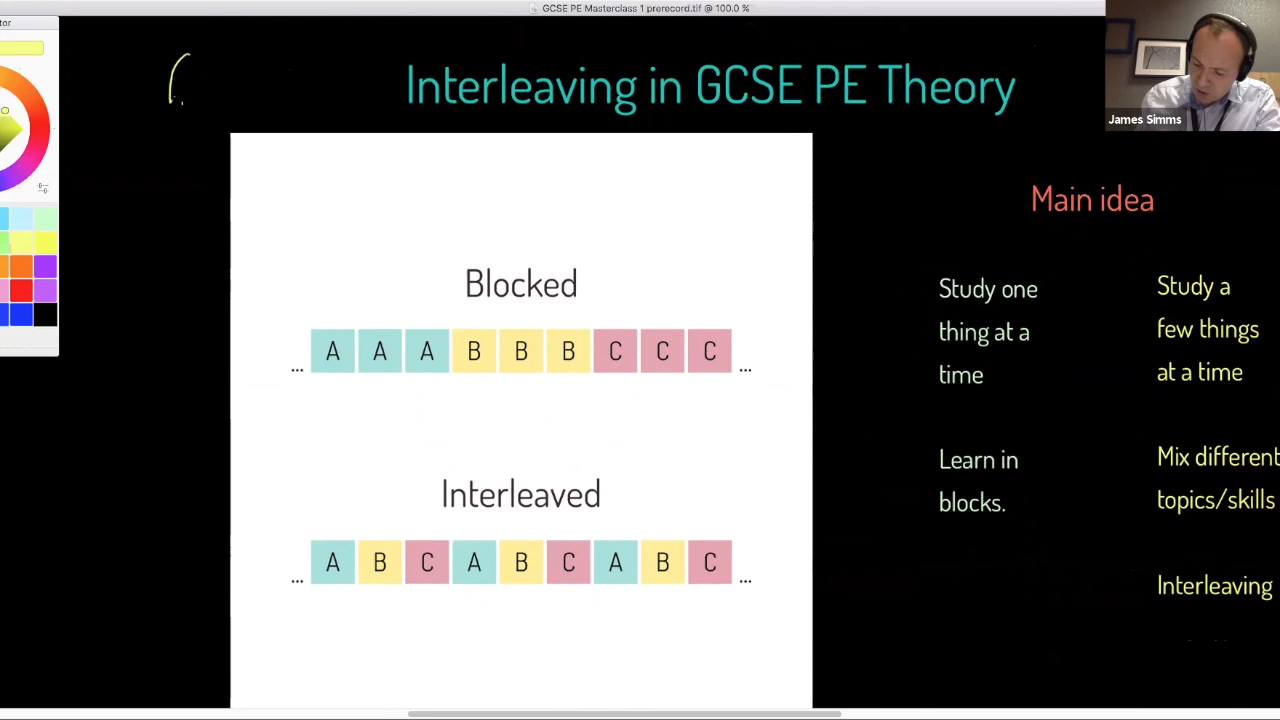 tor
GCSE PE Masterclass 1 prerecord.tif @ 100.0 %
Interleaving in GCSE PE Theory
James Simms
Main idea
Blocked
... A A A B B B C C C ...
Interleaved
... A B C A B C A B C ...
Study one
thing at a
time
Learn in
blocks.
Study a
few things
at a time
Mix different
topics/skills
Interleaving